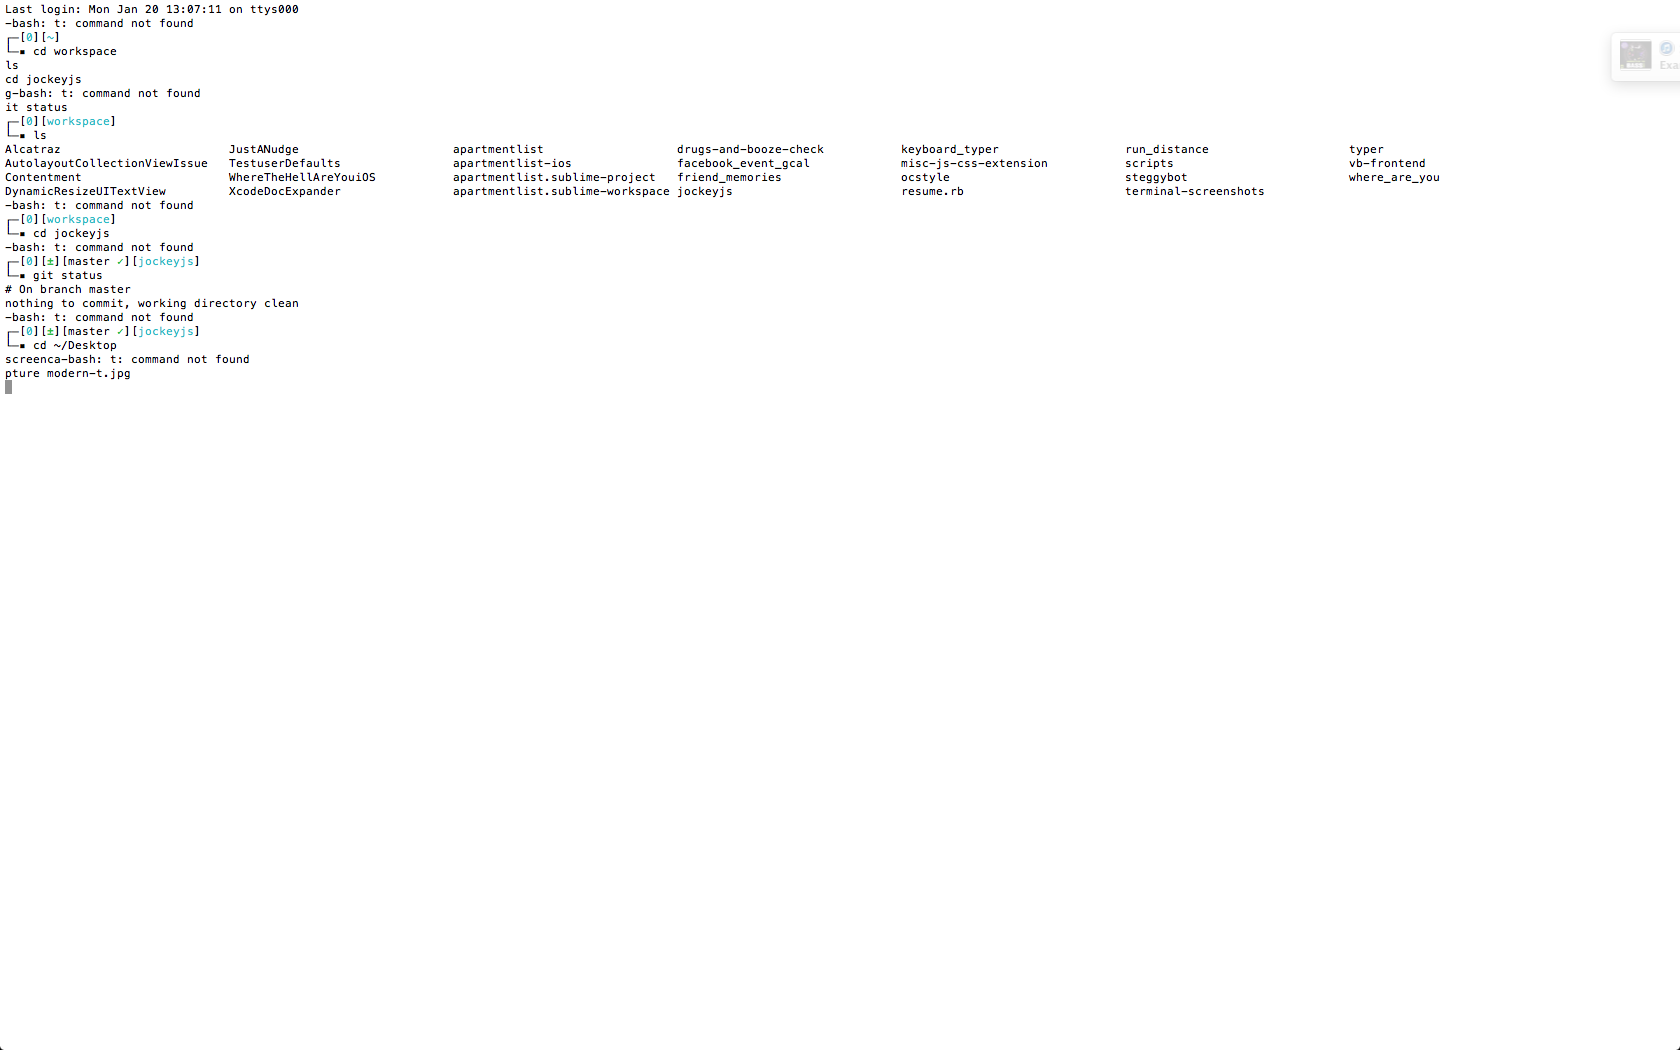 Last login: Mon Jan 20 13:07:11 on ttys000
-bash: t: command not found
┌─[0][~]
└─▪ cd workspace
ls
cd jockeyjs
g-bash: t: command not found
it status
┌─[0][workspace]
└─▪ ls
Alcatraz JustANudge apartmentlist drugs-and-booze-check keyboard_typer run_distance typer
AutolayoutCollectionViewIssue TestuserDefaults apartmentlist-ios facebook_event_gcal misc-js-css-extension scripts vb-frontend
Contentment WhereTheHellAreYouiOS apartmentlist.sublime-project friend_memories ocstyle steggybot where_are_you
DynamicResizeUITextView XcodeDocExpander apartmentlist.sublime-workspace jockeyjs resume.rb terminal-screenshots
-bash: t: command not found
┌─[0][workspace]
└─▪ cd jockeyjs
-bash: t: command not found
┌─[0][±][master ✓][jockeyjs]
└─▪ git status
# On branch master
nothing to commit, working directory clean
-bash: t: command not found
┌─[0][±][master ✓][jockeyjs]
└─▪ cd ~/Desktop
screenca-bash: t: command not found
pture modern-t.jpg
Exa